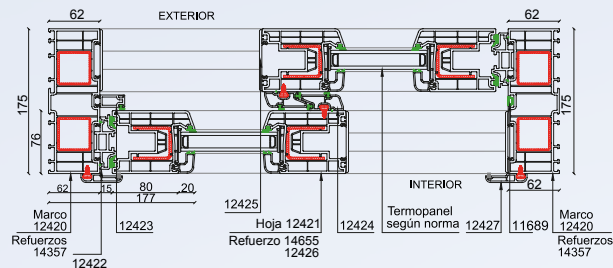 62
EXTERIOR
62
175
76
175
62
15
80
20
177
INTERIOR
62
Marco
12420
Refuerzos
14357
12422
12423
12425
Hoja 12421
Refuerzo 14655
12426
12424
Termopanel
según norma
12427
11689
Marco
12420
Refuerzos
14357